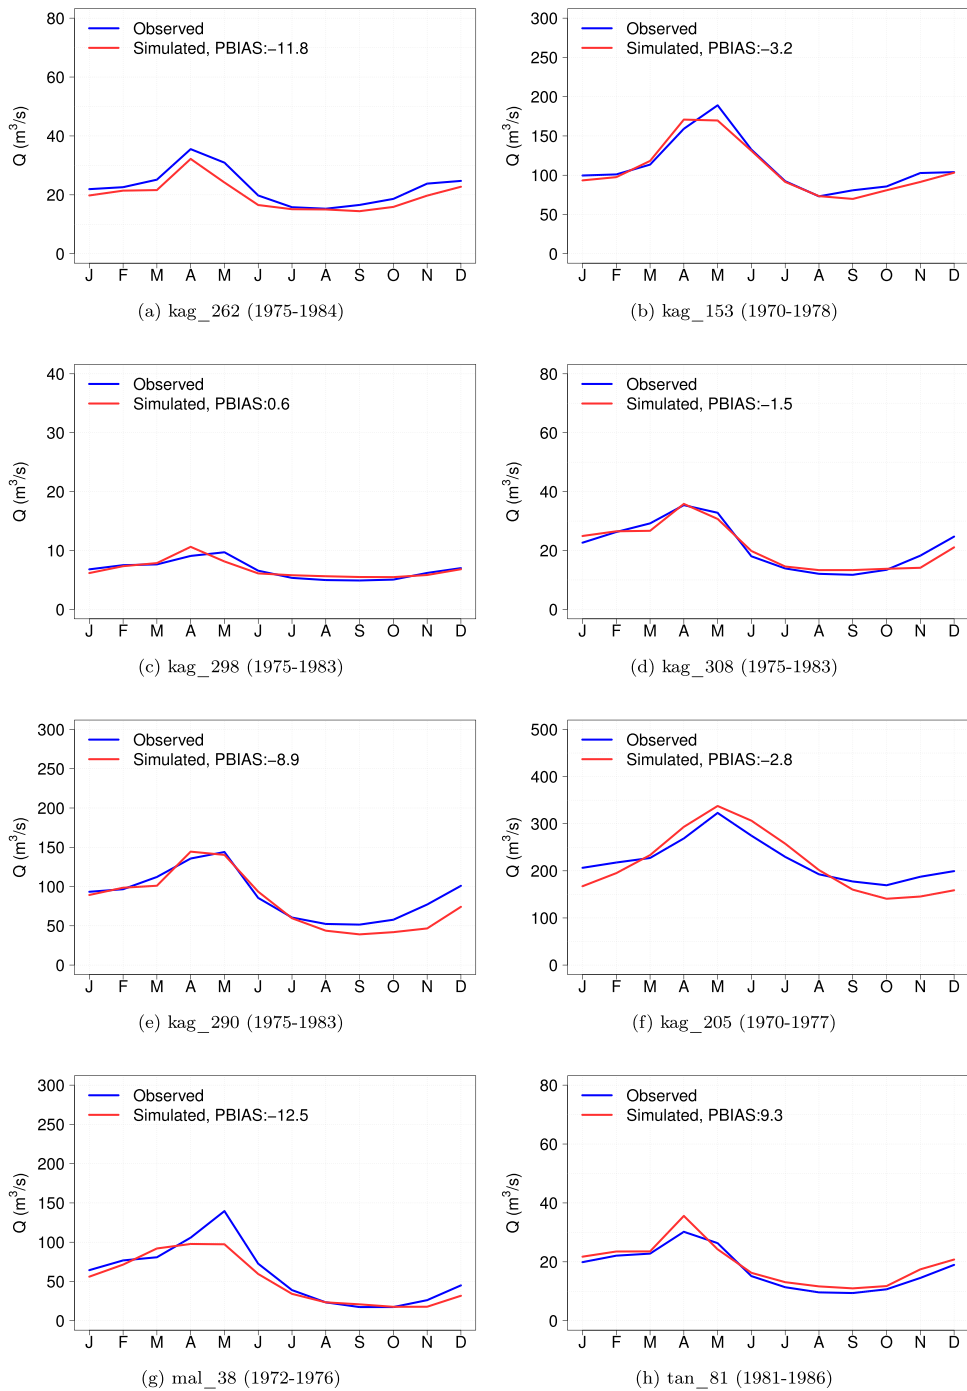 80
60
40
20
0
Q (m³/s)
Observed
Simulated, PBIAS:−11.8
J F M A M J J A S O N D
(a) kag_262 (1975-1984)
300
250
200
150
100
50
0
Q (m³/s)
Observed
Simulated, PBIAS:−3.2
J F M A M J J A S O N D
(b) kag_153 (1970-1978)
40
30
20
10
0
Q (m³/s)
Observed
Simulated, PBIAS:0.6
J F M A M J J A S O N D
(c) kag_298 (1975-1983)
80
60
40
20
0
Q (m³/s)
Observed
Simulated, PBIAS:−1.5
J F M A M J J A S O N D
(d) kag_308 (1975-1983)
300
250
200
150
100
50
0
Q (m³/s)
Observed
Simulated, PBIAS:−8.9
J F M A M J J A S O N D
(e) kag_290 (1975-1983)
500
400
300
200
100
0
Q (m³/s)
Observed
Simulated, PBIAS:−2.8
J F M A M J J A S O N D
(f) kag_205 (1970-1977)
300
250
200
150
100
50
0
Q (m³/s)
Observed
Simulated, PBIAS:−12.5
J F M A M J J A S O N D
(g) mal_38 (1972-1976)
80
60
40
20
0
Q (m³/s)
Observed
Simulated, PBIAS:9.3
J F M A M J J A S O N D
(h) tan_81 (1981-1986)